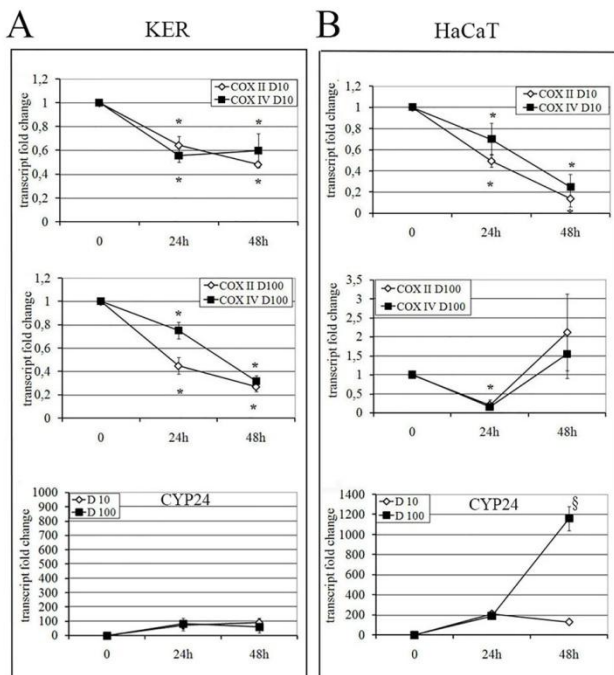 A
KER
COX II D10
COX IV D10
transcript fold change
1,2
1
0,8
0,6
0,4
0,2
0
*
*
*
*
0
24h
48h
COX II D100
COX IV D100
transcript fold change
1,2
1
0,8
0,6
0,4
0,2
0
*
*
*
*
0
24h
48h
CYP24
D 10
D 100
transcript fold change
1000
900
800
700
600
500
400
300
200
100
0
0
24h
48h
B
HaCaT
COX II D10
COX IV D10
transcript fold change
1,2
1
0,8
0,6
0,4
0,2
0
*
*
*
*
0
24h
48h
COX II D100
COX IV D100
transcript fold change
3,5
3
2,5
2
1,5
1
0,5
0
*
0
24h
48h
CYP24
D 10
D 100
§
transcript fold change
1400
1200
1000
800
600
400
200
0
0
24h
48h